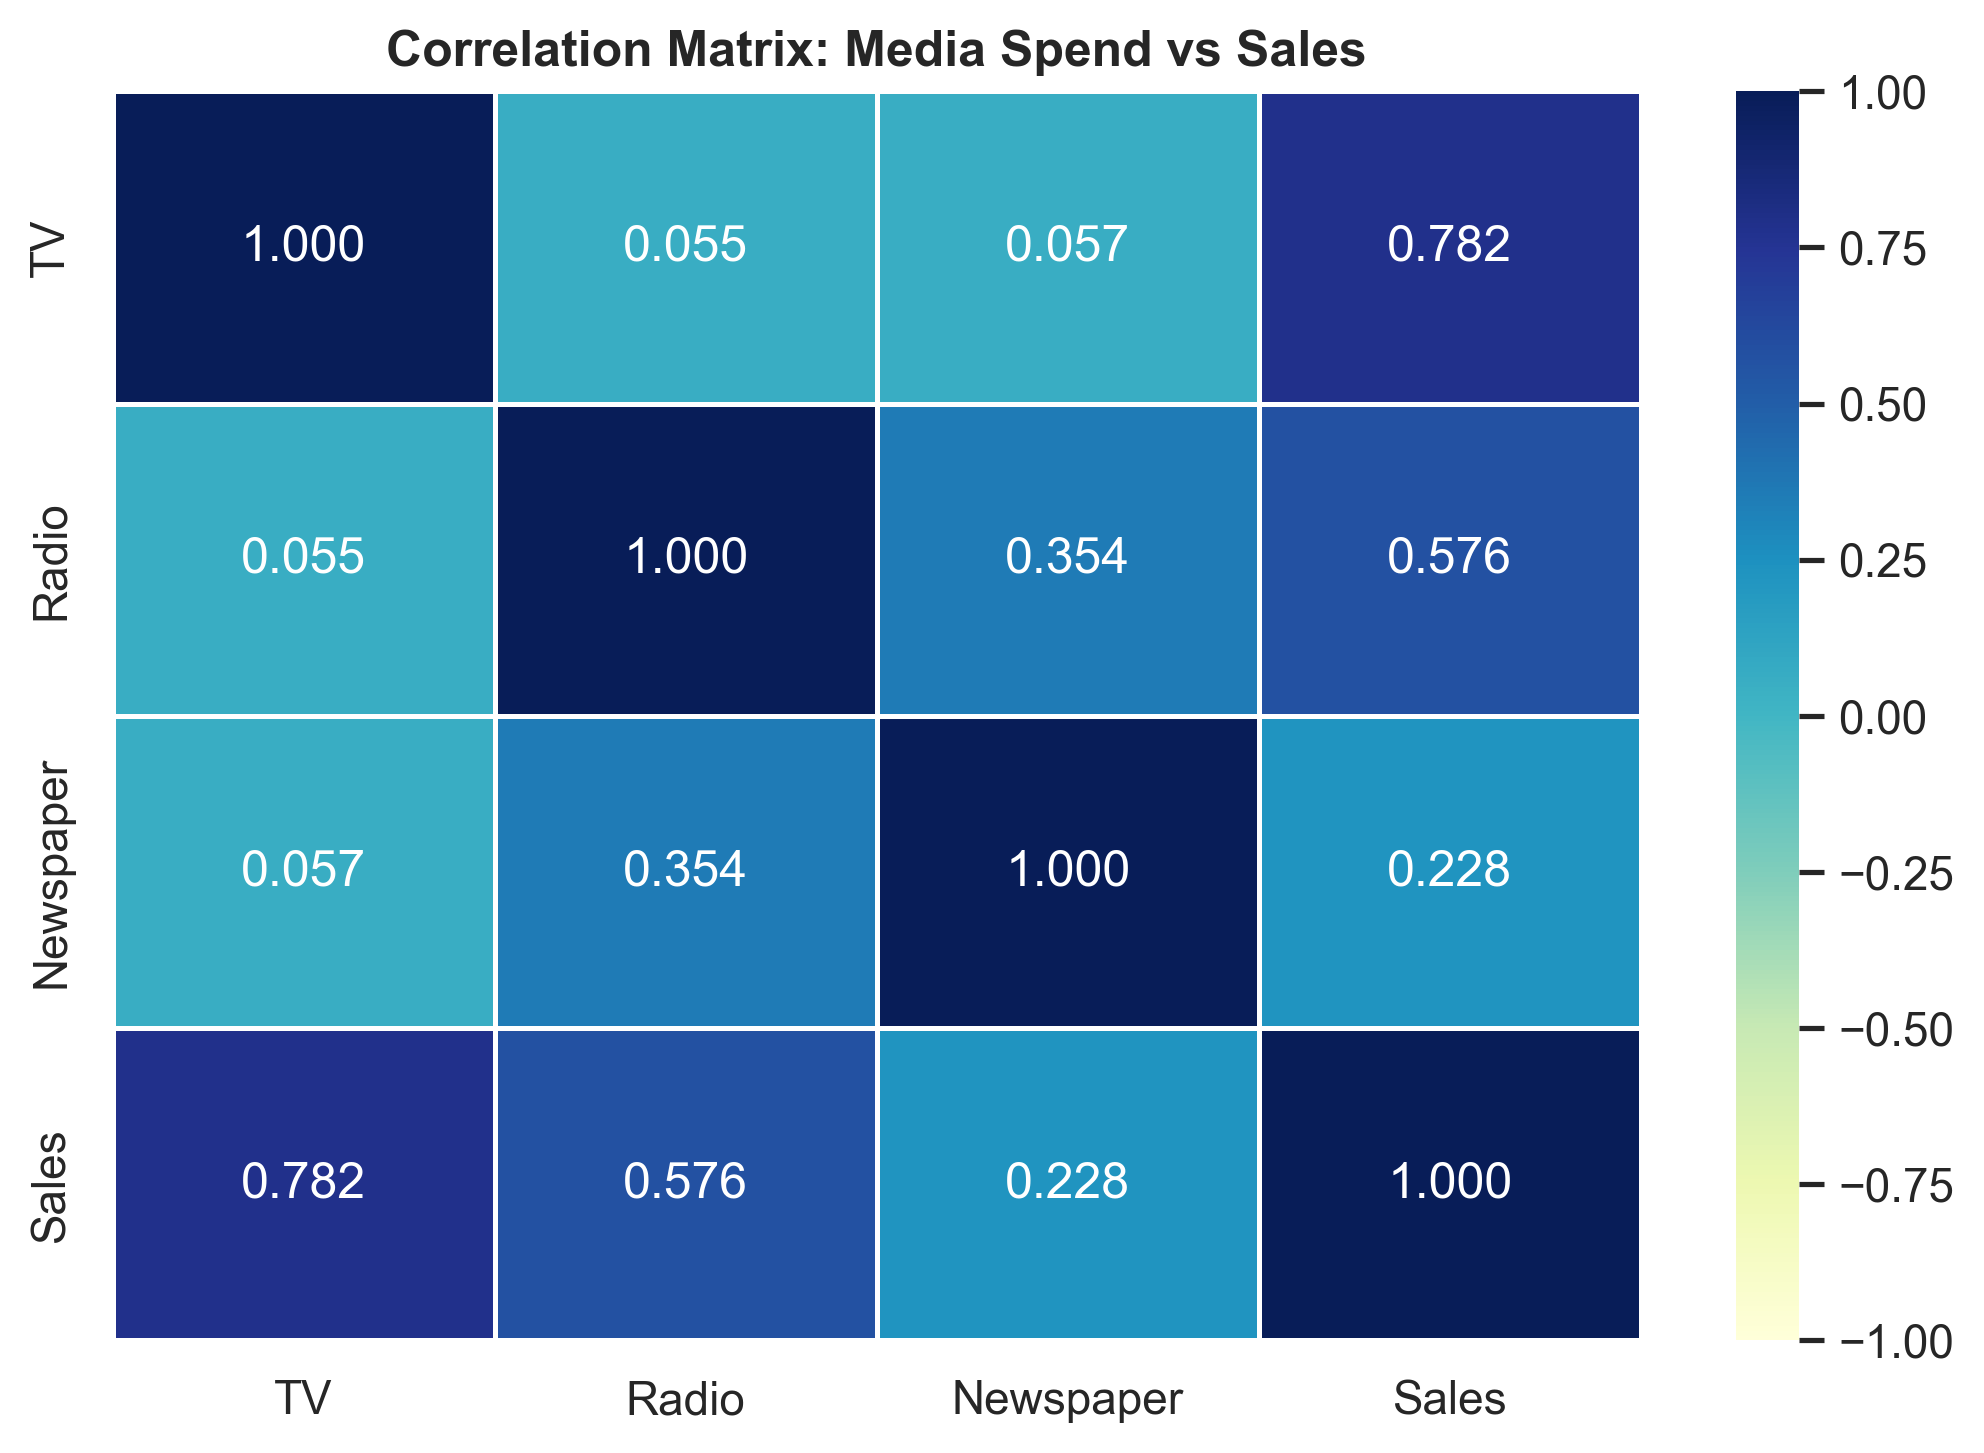 Correlation Matrix: Media Spend vs Sales
TV 1.000 0.055 0.057 0.782
Radio 0.055 1.000 0.354 0.576
Newspaper 0.057 0.354 1.000 0.228
Sales 0.782 0.576 0.228 1.000
TV Radio Newspaper Sales
1.00
0.75
0.50
0.25
0.00
−0.25
−0.50
−0.75
−1.00